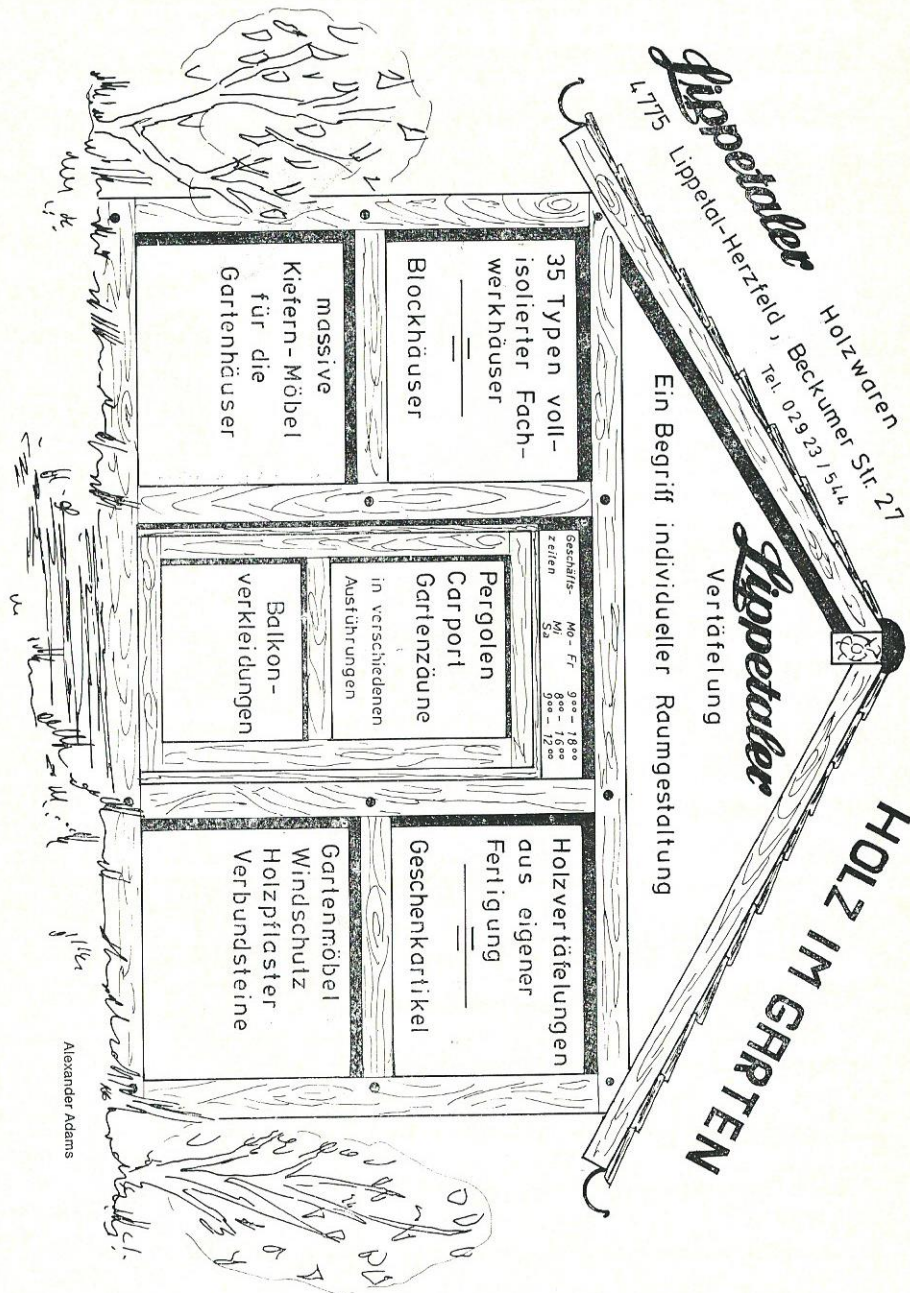 Lippetaler
Holzwaren
4775 Lippetal-Herzfeld, Beckumer Str. 27
Tel. 02923/544
HOLZ IM GARTEN
Lippetaler
Vertäfelung
Ein Begriff individueller Raumgestaltung
35 Typen voll-
isolierter Fach-
werkhäuser
Blockhäuser
massive
Kiefern-Möbel
für die
Gartenhäuser
Geschäfts- Mo - Fr 9⁰⁰ - 18⁰⁰
zeiten Mi 8⁰⁰ - 16⁰⁰
Sa 9⁰⁰ - 12⁰⁰
Pergolen
Carport
Gartenzäune
in verschiedenen
Ausführungen
Balkon-
verkleidungen
Holzvertäfelungen
aus eigener
Fertigung
Geschenkartikel
Gartenmöbel
Windschutz
Holzpflaster
Verbundsteine
Alexander Adams